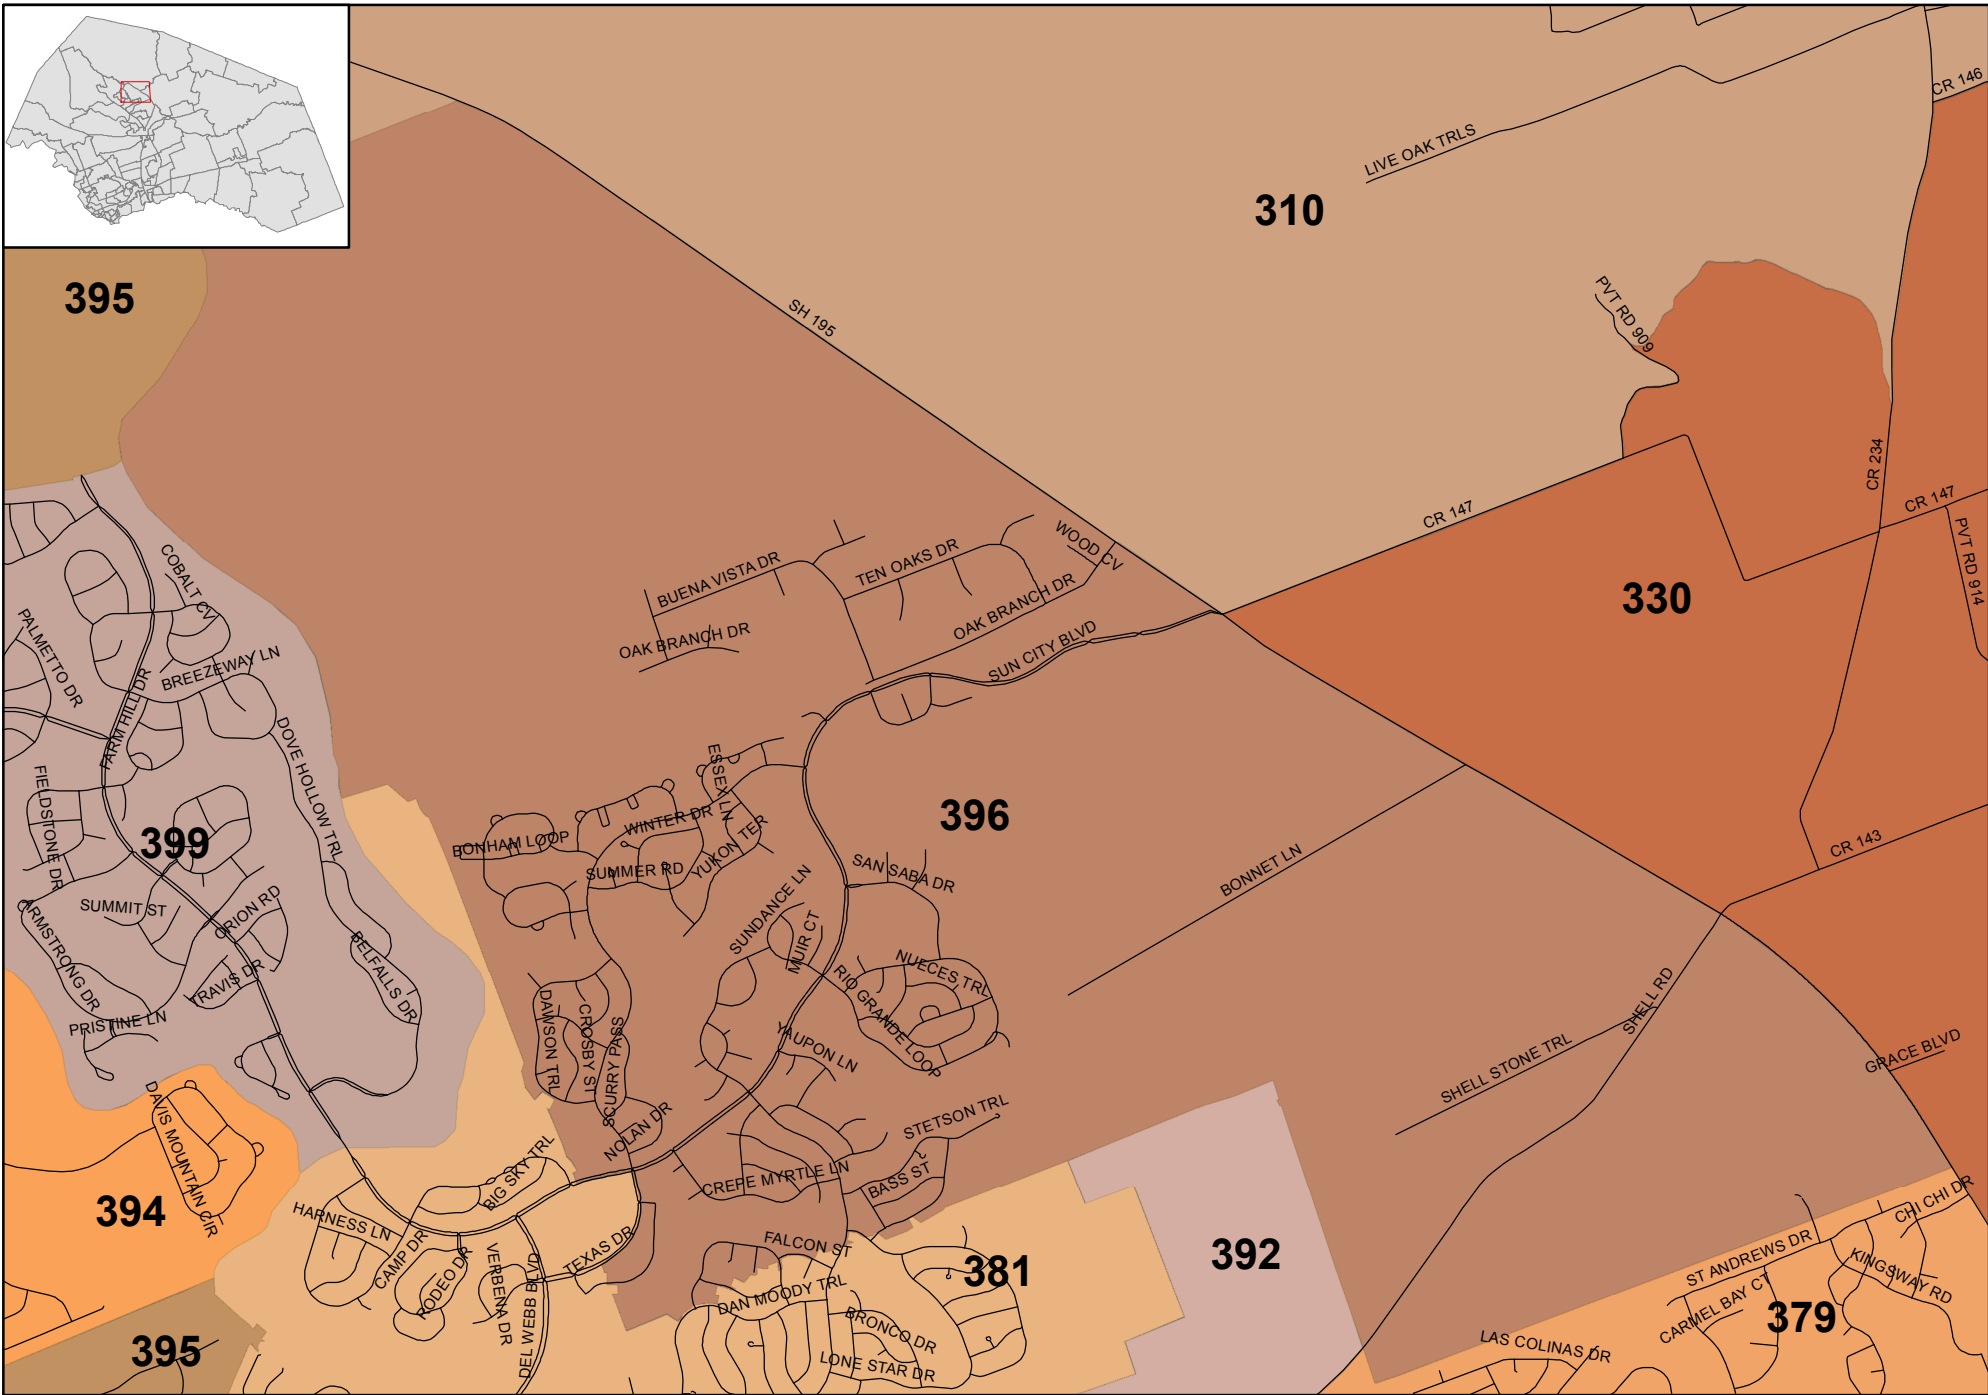 CR 146
LIVE OAK TRLS
310
395
PVT RD 909
SH 195
CR 234
CR 147
CR 147
WOOD CV
PVT RD 914
TEN OAKS DR
BUENA VISTA DR
COBALT CV
330
OAK BRANCH DR
OAK BRANCH DR
SUN CITY BLVD
PALMETTO DR
BREEZEWAY LN
FARM HILL DR
DOVE HOLLOW TRL
ESSEX LN
FIELDSTONE DR
396
WINTER DR
399
BONHAM LOOP
YUKON TER
CR 143
SUMMER RD
SAN SABA DR
BONNET LN
SUNDANCE LN
SUMMIT ST
ORION RD
MUIR CT
ARMSTRONG DR
BELFALLS DR
NUECES TRL
TRAVIS DR
RIO GRANDE LOOP
SHELL RD
PRISTINE LN
DAWSON TRL
CROSBY ST
SCURRY PASS
YAUPON LN
GRACE BLVD
SHELL STONE TRL
DAVIS MOUNTAIN CIR
NOLAN DR
STETSON TRL
BIG SKY TRL
CREPE MYRTLE LN
BASS ST
394
CHI CHI DR
HARNESS LN
FALCON ST
392
ST ANDREWS DR
CAMP DR
TEXAS DR
381
KINGSWAY RD
RODEO DR
VERBENA DR
DEL WEBB BLVD
DAN MOODY TRL
CARMEL BAY CT
379
BRONCO DR
395
LAS COLINAS DR
LONE STAR DR